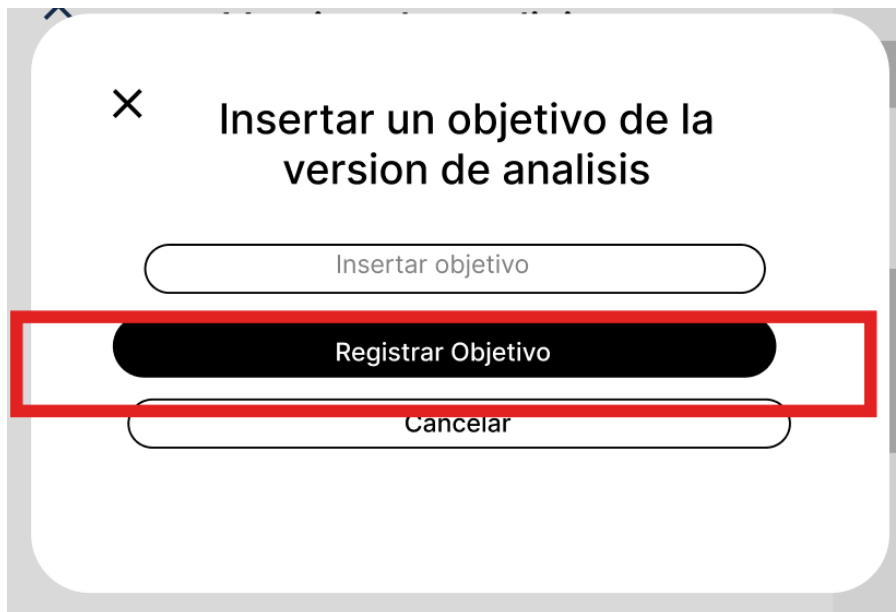 Insertar un objetivo de la
version de analisis
Insertar objetivo
Registrar Objetivo
Cancelar